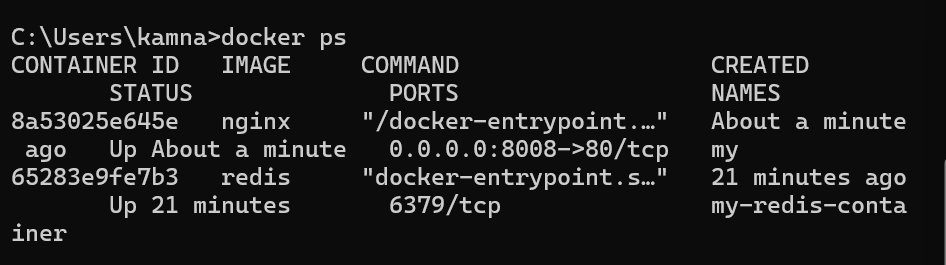 C:\Users\kamna>docker ps
CONTAINER ID   IMAGE     COMMAND                  CREATED
       STATUS              PORTS                  NAMES
8a53025e645e   nginx     "/docker-entrypoint.…"   About a minute
 ago   Up About a minute   0.0.0.0:8008->80/tcp   my
65283e9fe7b3   redis     "docker-entrypoint.s…"   21 minutes ago
       Up 21 minutes       6379/tcp               my-redis-conta
iner